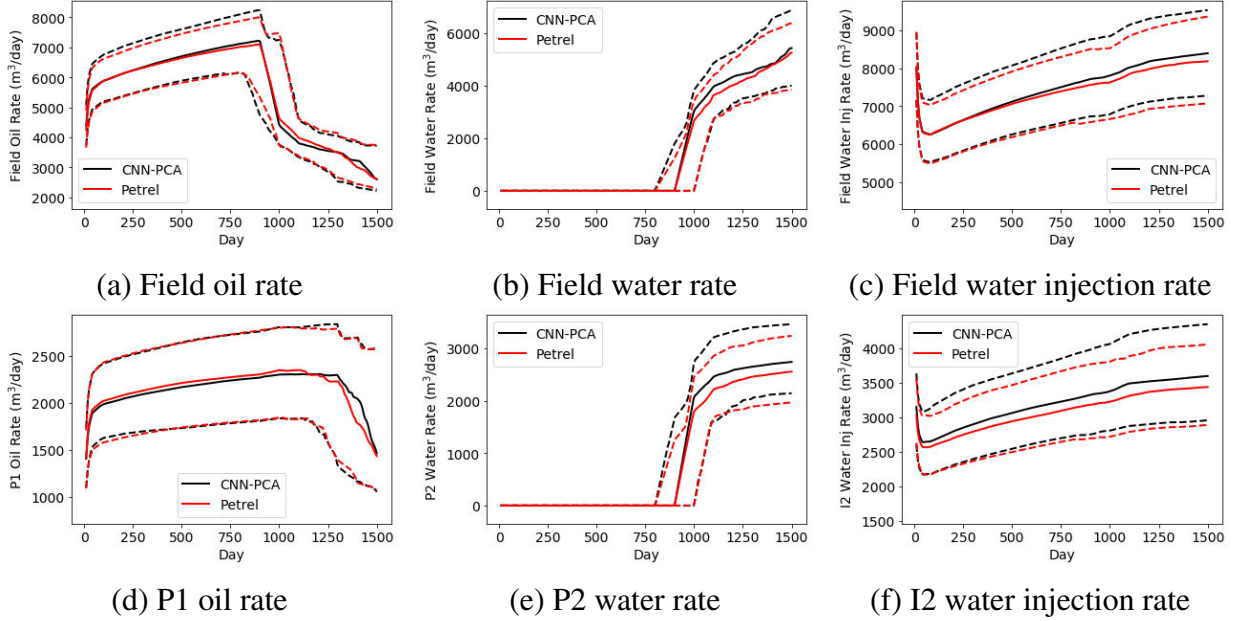 8000
7000
6000
5000
4000
3000
2000
Field Oil Rate (m³/day)
CNN-PCA
Petrel
0 250 500 750 1000 1250 1500
Day
(a) Field oil rate
6000
4000
2000
0
Field Water Rate (m³/day)
CNN-PCA
Petrel
0 250 500 750 1000 1250 1500
Day
(b) Field water rate
9000
8000
7000
6000
5000
Field Water Inj Rate (m³/day)
CNN-PCA
Petrel
0 250 500 750 1000 1250 1500
Day
(c) Field water injection rate
2500
2000
1500
1000
P1 Oil Rate (m³/day)
CNN-PCA
Petrel
0 250 500 750 1000 1250 1500
Day
(d) P1 oil rate
3000
2000
1000
0
P2 Water Rate (m³/day)
CNN-PCA
Petrel
0 250 500 750 1000 1250 1500
Day
(e) P2 water rate
4000
3500
3000
2500
2000
1500
I2 Water Inj Rate (m³/day)
CNN-PCA
Petrel
0 250 500 750 1000 1250 1500
Day
(f) I2 water injection rate